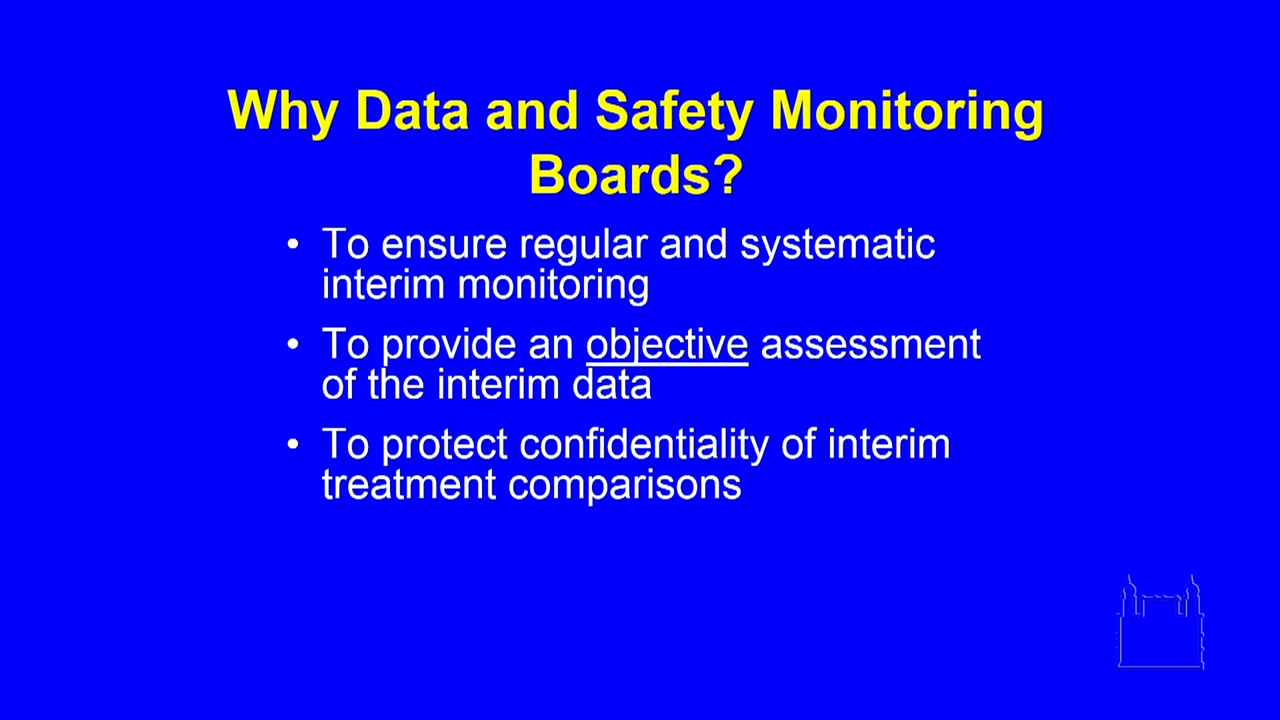 Why Data and Safety Monitoring
Boards?
• To ensure regular and systematic
interim monitoring
• To provide an objective assessment
of the interim data
• To protect confidentiality of interim
treatment comparisons